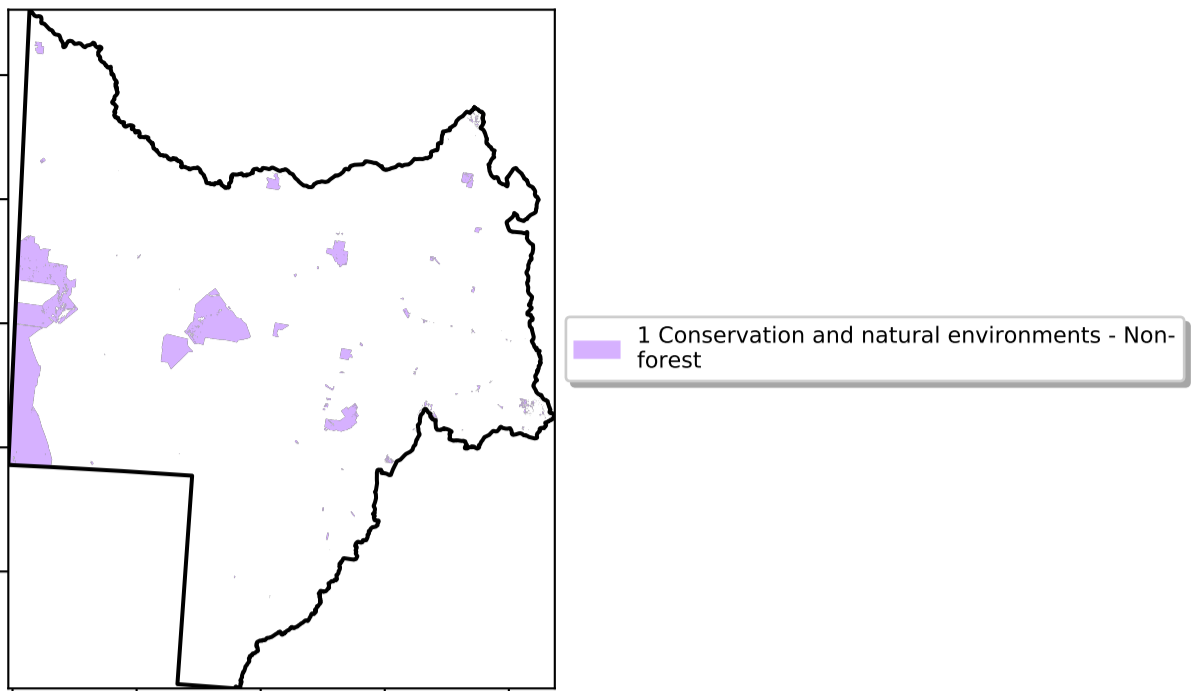 1 Conservation and natural environments - Non-
forest